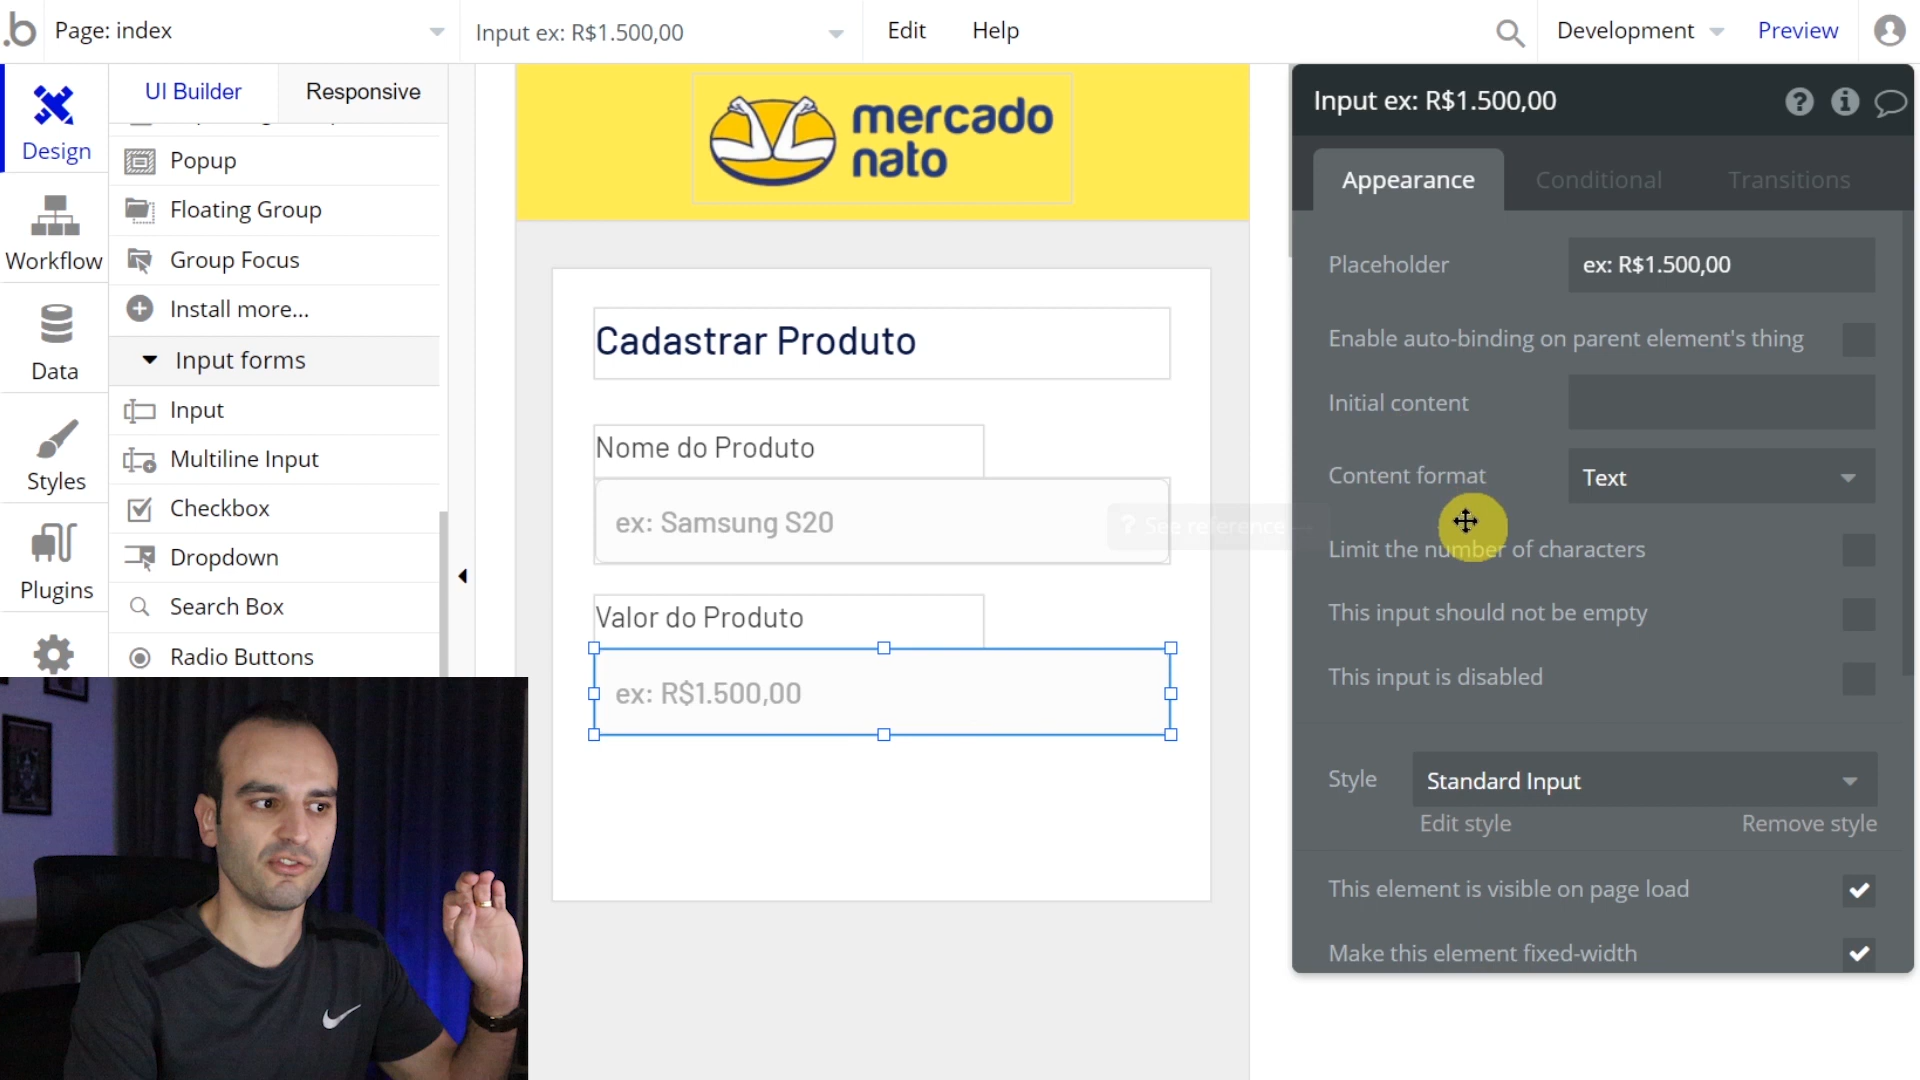 .b
Page: index
Input ex: R$1.500,00
Edit
Help
Development
Preview
UI Builder
Responsive
Design
Workflow
Data
Styles
Plugins
Popup
Floating Group
Group Focus
Install more...
Input forms
Input
Multiline Input
Checkbox
Dropdown
Search Box
Radio Buttons
mercado
nato
Cadastrar Produto
Nome do Produto
ex: Samsung S20
? See reference
Valor do Produto
ex: R$1.500,00
Input ex: R$1.500,00
Appearance
Conditional
Transitions
Placeholder
ex: R$1.500,00
Enable auto-binding on parent element's thing
Initial content
Content format
Text
Limit the number of characters
This input should not be empty
This input is disabled
Style
Standard Input
Edit style
Remove style
This element is visible on page load
Make this element fixed-width